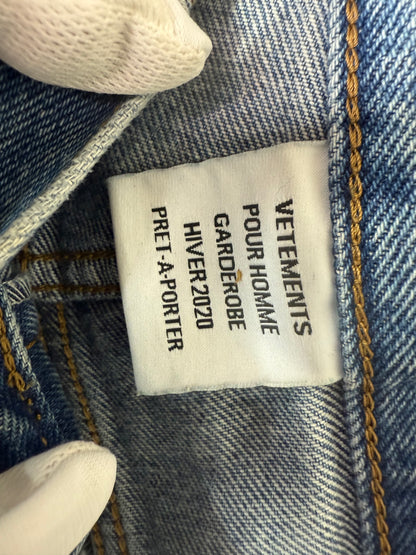 VETEMENTS
POUR HOMME
GARDEROBE
HIVER 2020
PRET-A-PORTER